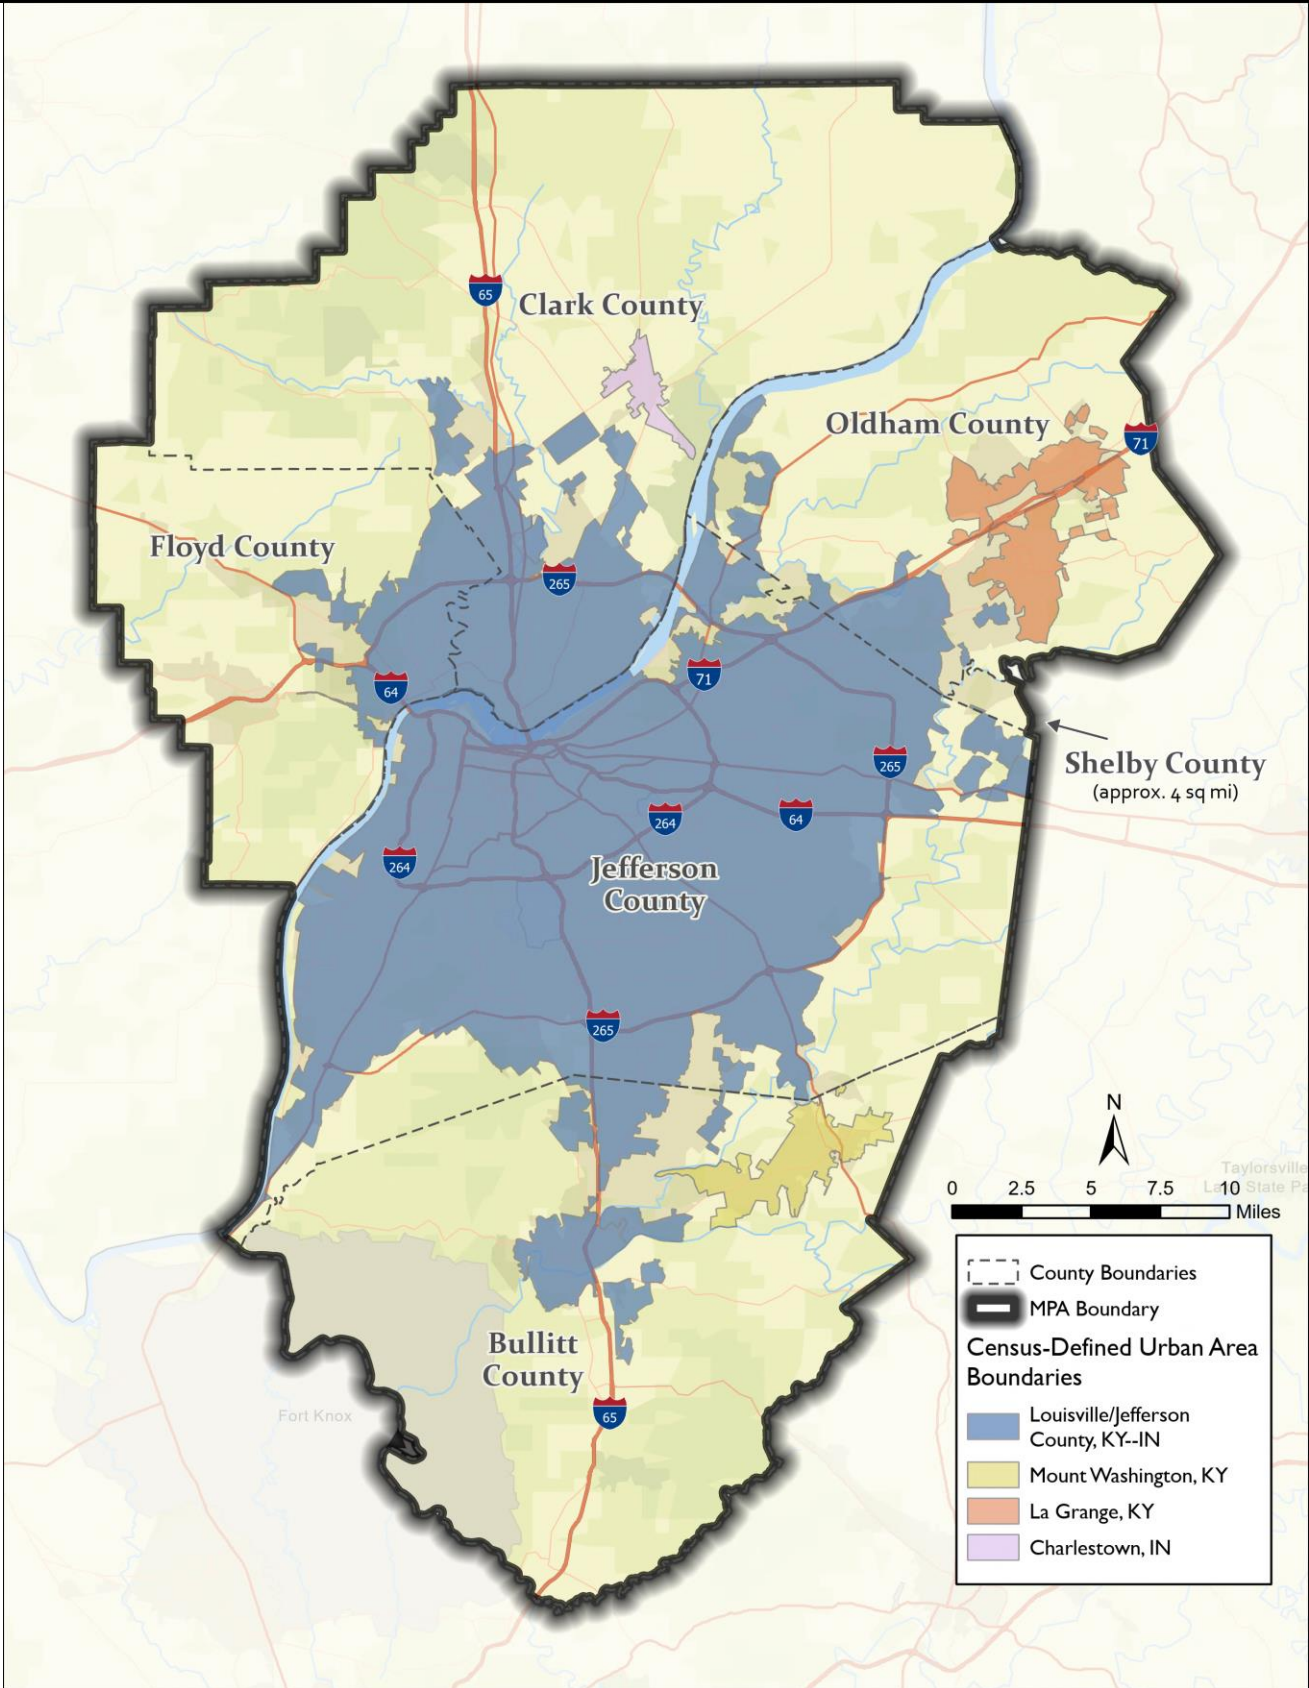 65
Clark County
Oldham County
71
Floyd County
265
64
71
Shelby County
(approx. 4 sq mi)
265
264
64
264
Jefferson
County
265
N
Taylorsville
0 2.5 5 7.5 10
State
Miles
Bullitt
County
65
Fort Knox
County Boundaries
MPA Boundary
Census-Defined Urban Area
Boundaries
Louisville/Jefferson
County, KY--IN
Mount Washington, KY
La Grange, KY
Charlestown, IN